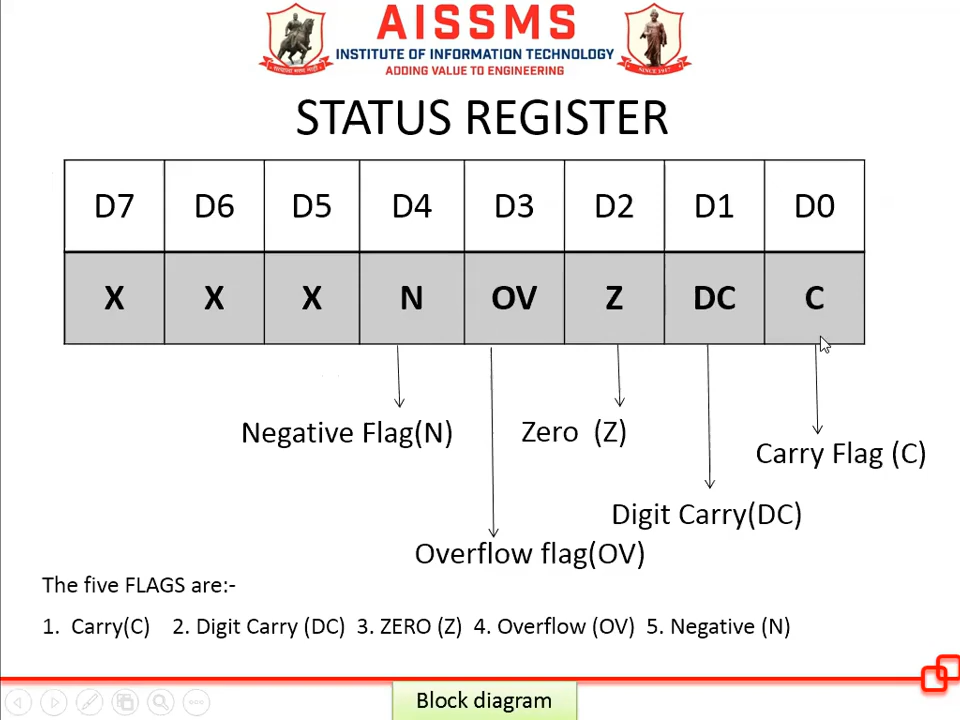 AISSMS
INSTITUTE OF INFORMATION TECHNOLOGY
ADDING VALUE TO ENGINEERING
SINCE 1917
STATUS REGISTER
D7 D6 D5 D4 D3 D2 D1 D0
X X X N OV Z DC C
Negative Flag(N) Zero (Z)
Carry Flag (C)
Digit Carry(DC)
Overflow flag(OV)
The five FLAGS are:-
1. Carry(C) 2. Digit Carry (DC) 3. ZERO (Z) 4. Overflow (OV) 5. Negative (N)
Block diagram